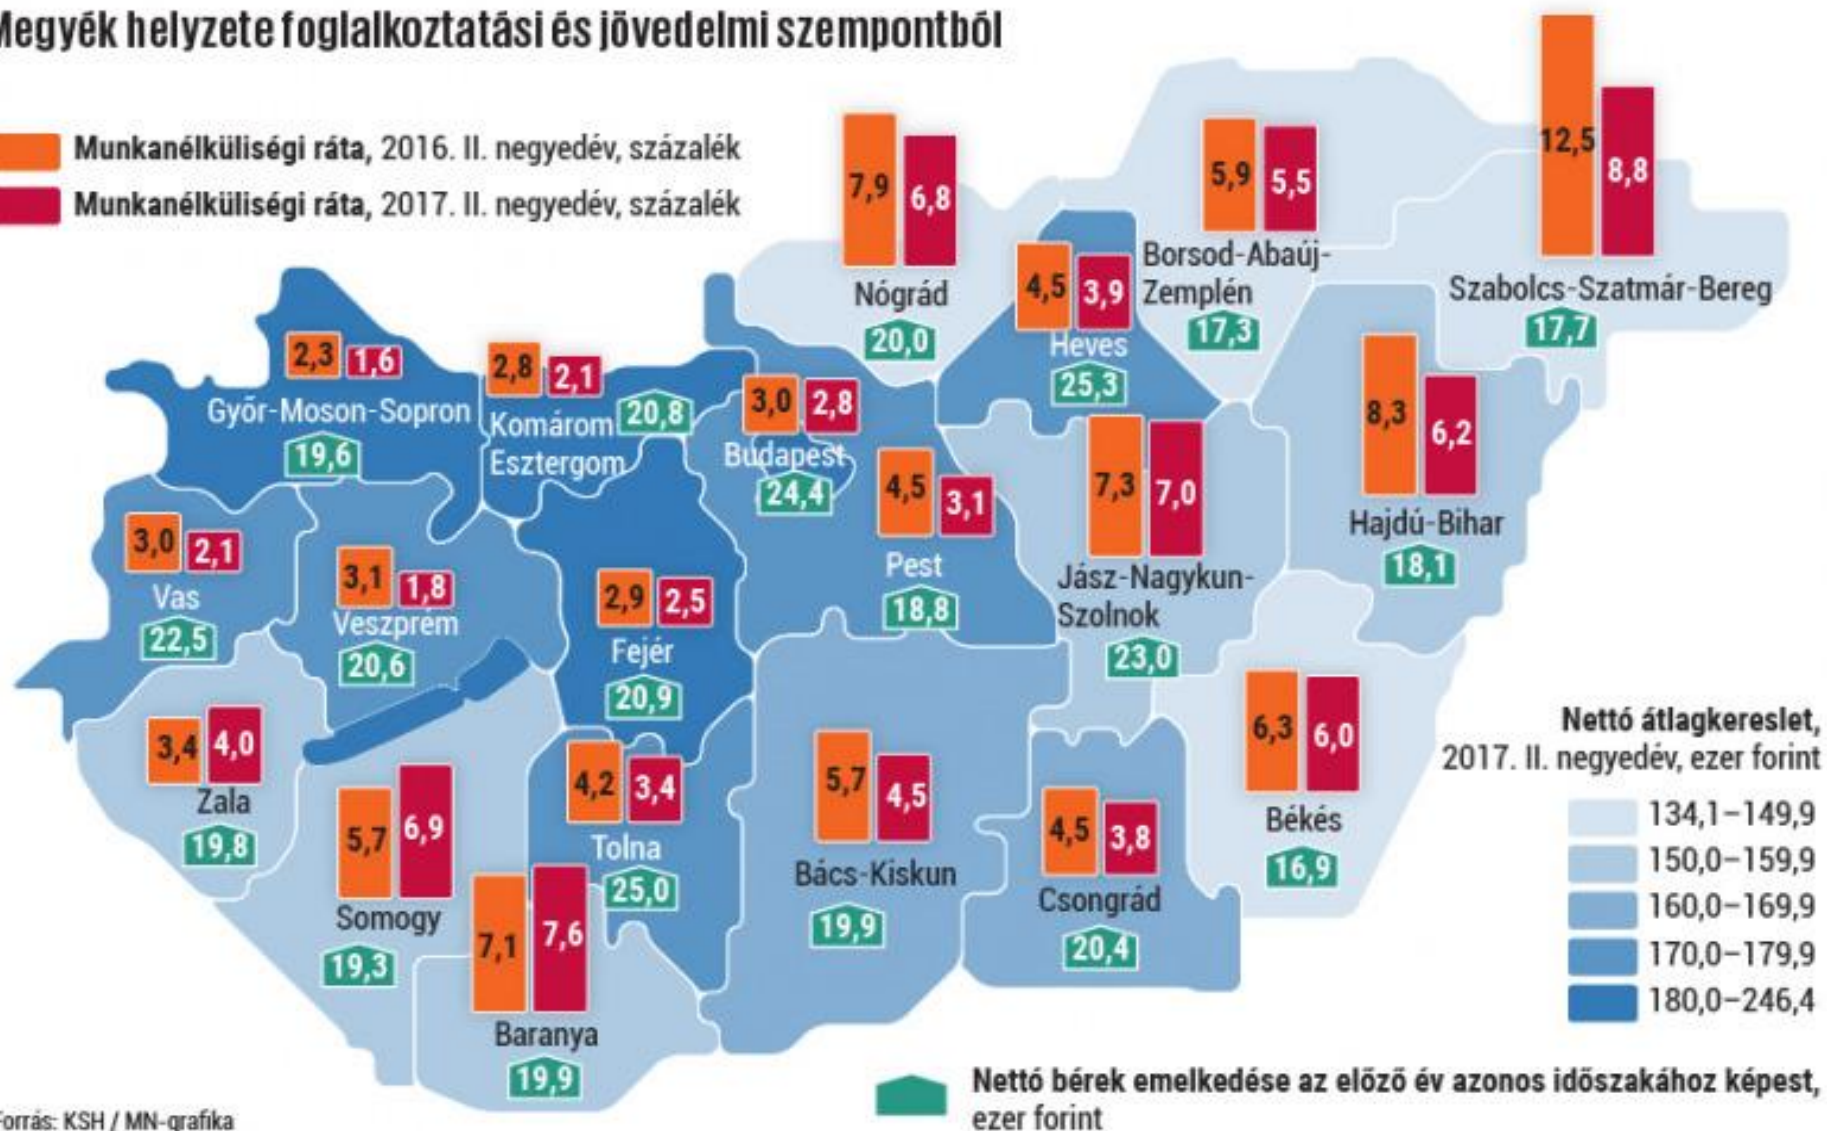 Megyék helyzete foglalkoztatási és jövedelmi szempontból
Munkanélküliségi ráta, 2016. II. negyedév, százalék
Munkanélküliségi ráta, 2017. II. negyedév, százalék
12,5
8,8
Szabolcs-Szatmár-Bereg
17,7
7,9
6,8
Nógrád
20,0
5,9
5,5
Borsod-Abaúj-
Zemplén
17,3
4,5
3,9
Heves
25,3
2,3
1,6
Győr-Moson-Sopron
19,6
2,8
2,1
Komárom
Esztergom
20,8
3,0
2,8
Budapest
24,4
8,3
6,2
Hajdú-Bihar
18,1
4,5
3,1
Pest
18,8
7,3
7,0
Jász-Nagykun-
Szolnok
23,0
3,0
2,1
Vas
22,5
3,1
1,8
Veszprém
20,6
2,9
2,5
Fejér
20,9
3,4
4,0
Zala
19,8
5,7
6,9
Somogy
19,3
4,2
3,4
Tolna
25,0
7,1
7,6
Baranya
19,9
5,7
4,5
Bács-Kiskun
19,9
4,5
3,8
Csongrád
20,4
6,3
6,0
Békés
16,9
Nettó átlagkereslet,
2017. II. negyedév, ezer forint
134,1–149,9
150,0–159,9
160,0–169,9
170,0–179,9
180,0–246,4
Nettó bérek emelkedése az előző év azonos időszakához képest,
ezer forint
Forrás: KSH / MN-grafika